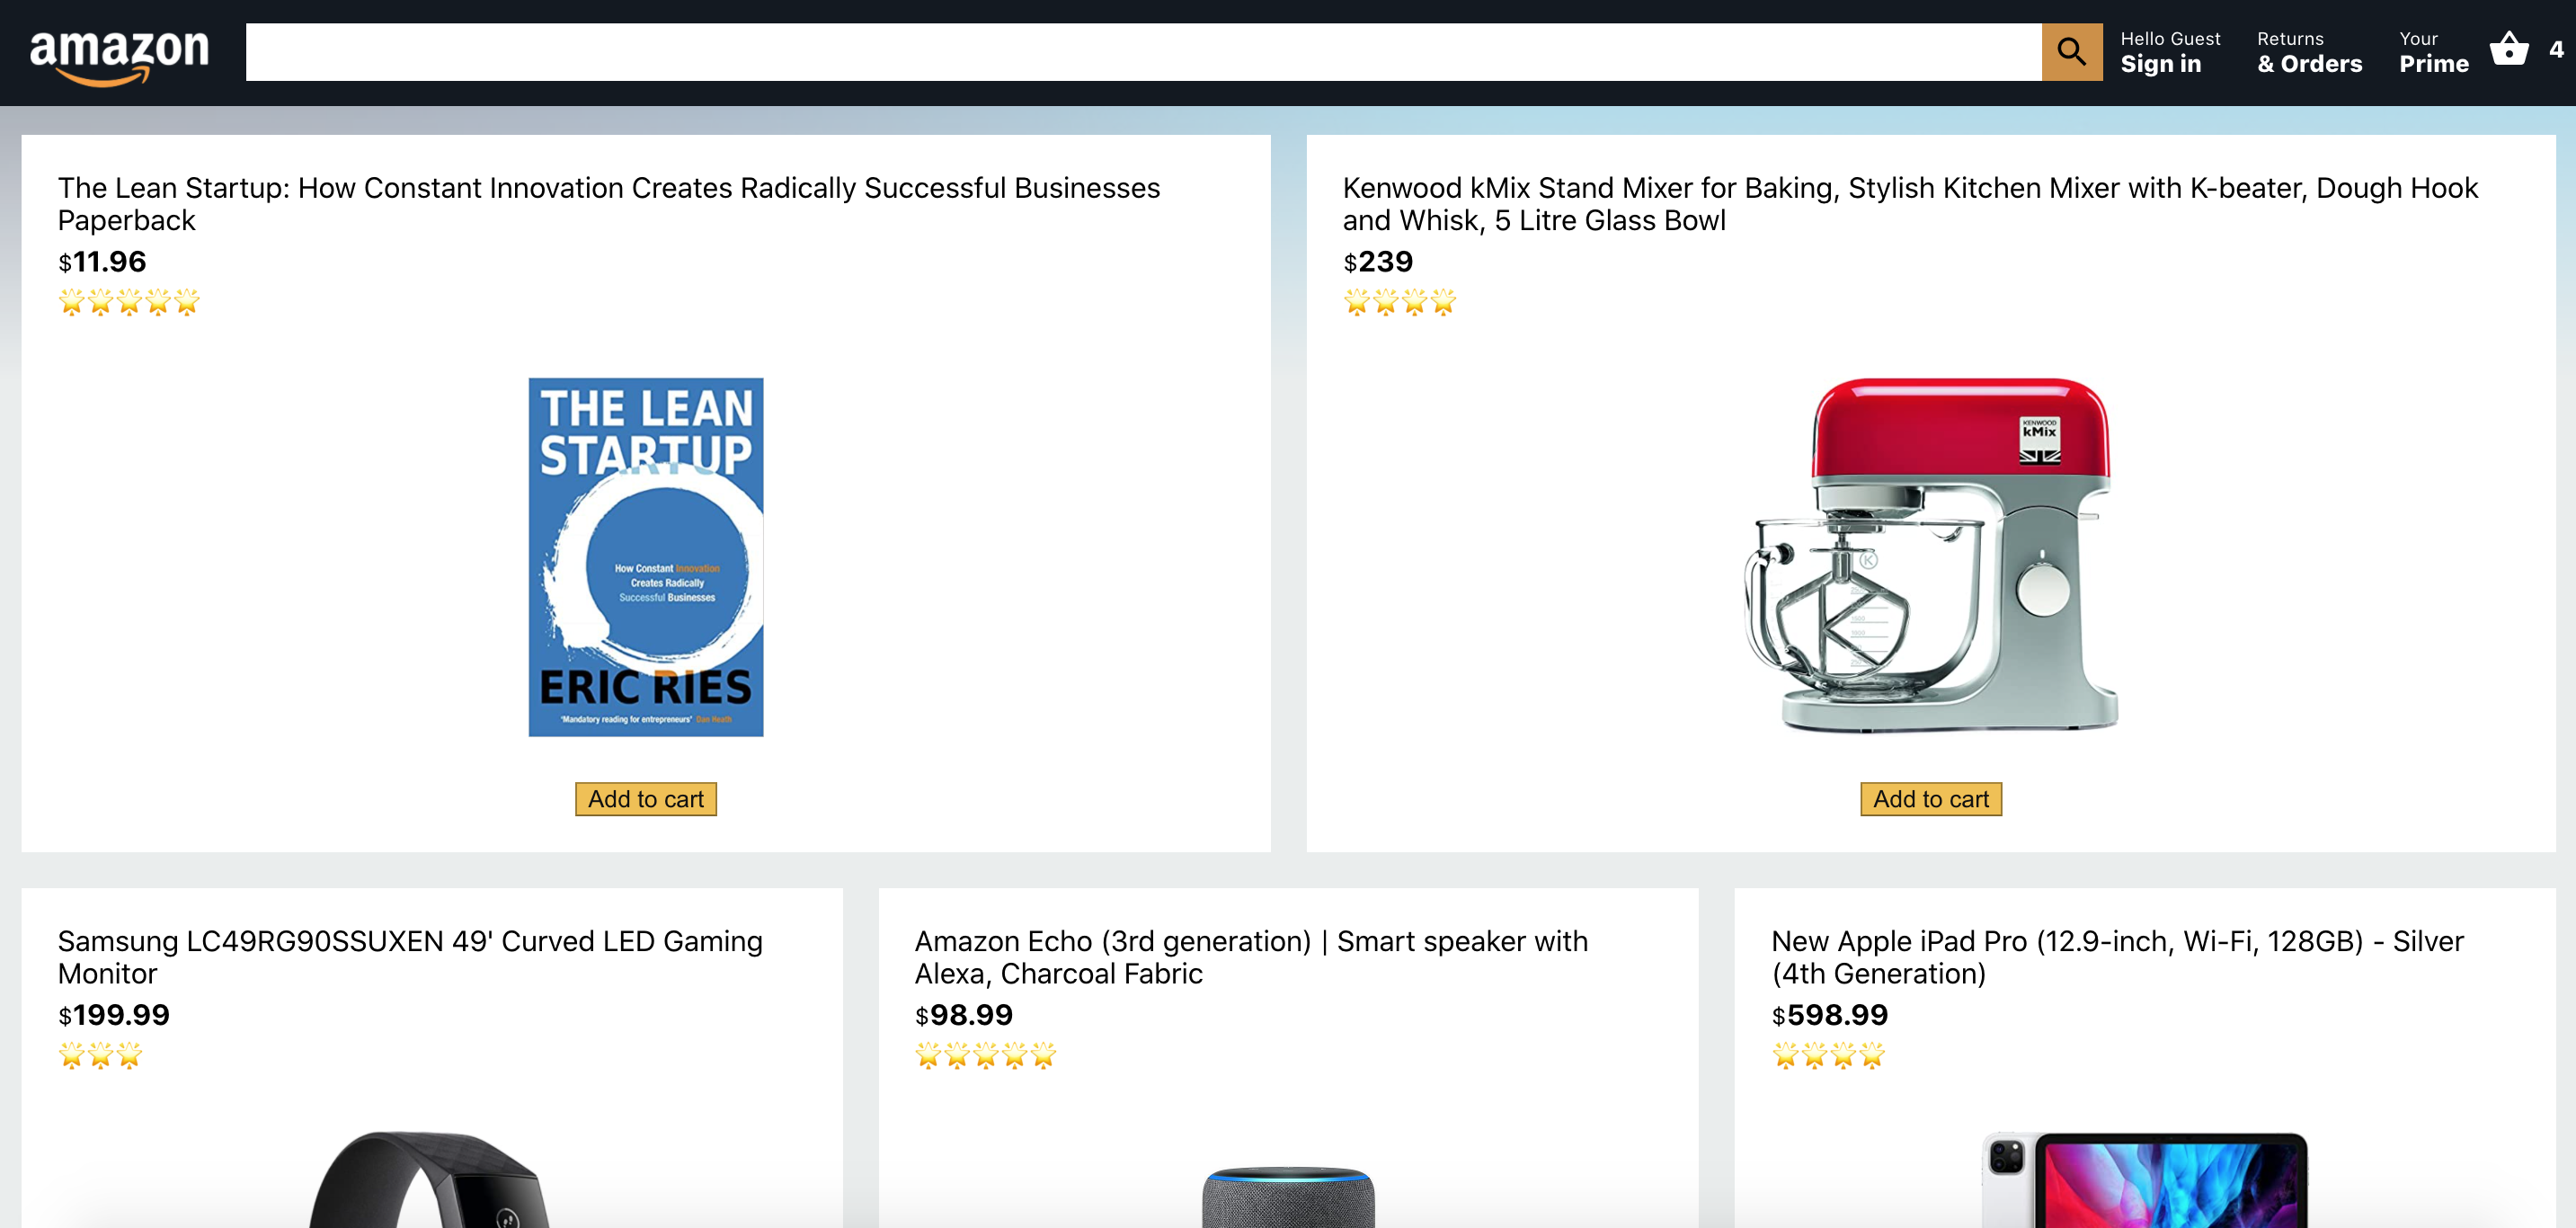 amazon
Hello Guest
Sign in
Returns
& Orders
Your
Prime
4
The Lean Startup: How Constant Innovation Creates Radically Successful Businesses
Paperback
$11.96
THE LEAN
STARTUP
How Constant Innovation
Creates Radically
Successful Businesses
ERIC RIES
'Mandatory reading for entrepreneurs' Dan Heath
Add to cart
Kenwood kMix Stand Mixer for Baking, Stylish Kitchen Mixer with K-beater, Dough Hook
and Whisk, 5 Litre Glass Bowl
$239
KENWOOD
kMix
K
Add to cart
Samsung LC49RG90SSUXEN 49' Curved LED Gaming
Monitor
$199.99
Amazon Echo (3rd generation) | Smart speaker with
Alexa, Charcoal Fabric
$98.99
New Apple iPad Pro (12.9-inch, Wi-Fi, 128GB) - Silver
(4th Generation)
$598.99